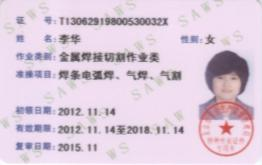 证 号： T13062919800530032X
姓 名： 李华 性别： 女
作业类别： 金属焊接切割作业类
准操项目： 焊条电弧焊、气焊、气割
初领日期： 2012.11.14
有效期限： 2012.11.14至2018.11.14
复审日期： 2015.11
SAWS